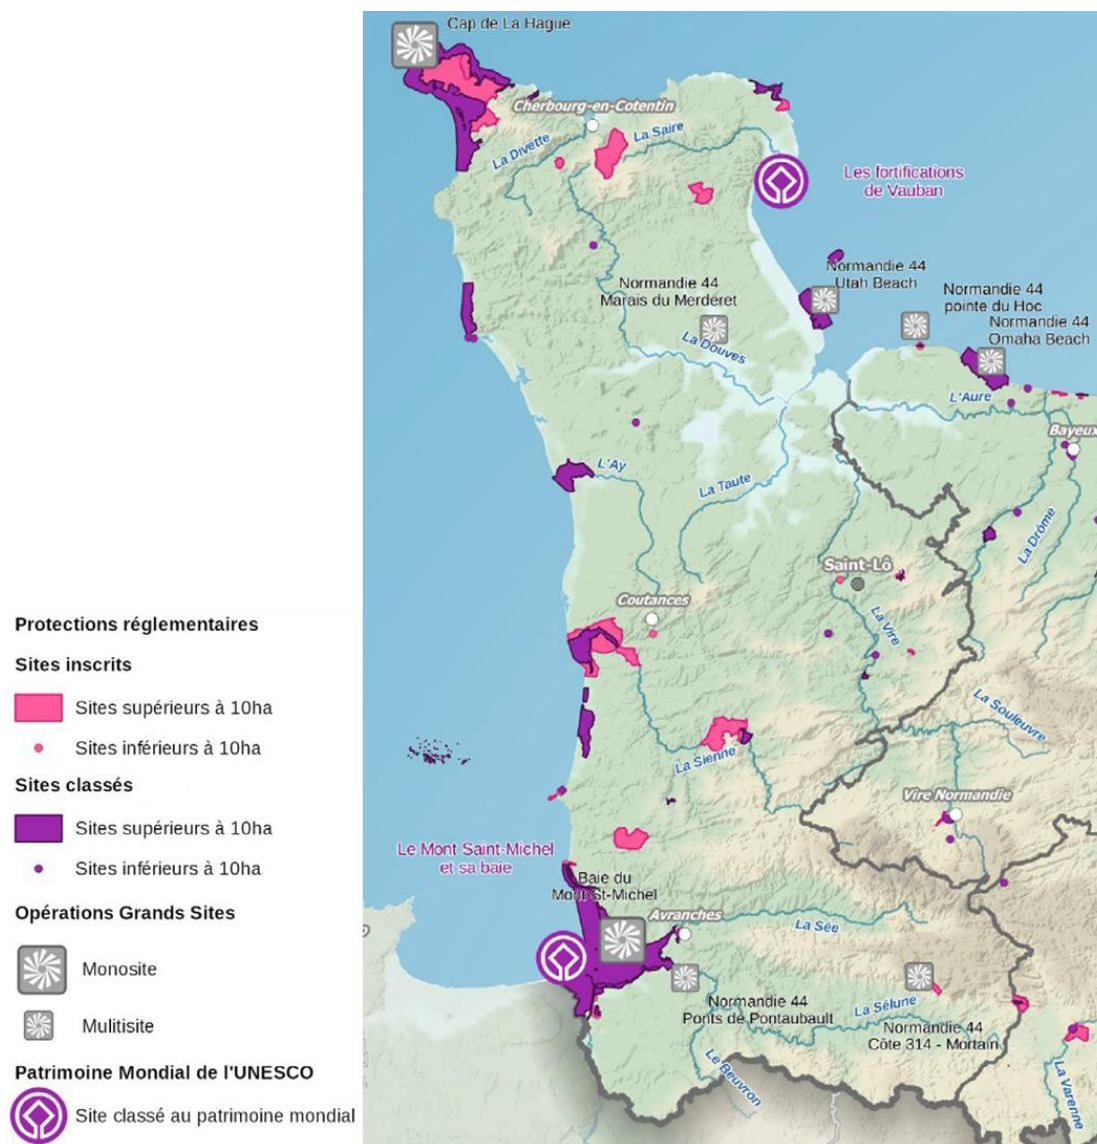 Cap de La Hague
Cherbourg-en-Cotentin
La Saire
La Divette
Les fortifications
de Vauban
Normandie 44
Utah Beach
Normandie 44
Marais du Merderet
Normandie 44
pointe du Hoc
Normandie 44
Omaha Beach
La Douves
L'Aure
Bayeux
L'Ay
La Taute
La Drôme
Saint-Lô
Coutances
La Vire
La Souleuvre
La Sienne
Vire Normandie
Le Mont Saint-Michel
et sa baie
Baie du
Mont-St-Michel
Avranches
La Sée
Normandie 44
Ponts de Pontaubault
La Sélune
Normandie 44
Côte 314 - Mortain
Le Beuvron
La Varenne
Protections réglementaires
Sites inscrits
Sites supérieurs à 10ha
Sites inférieurs à 10ha
Sites classés
Sites supérieurs à 10ha
Sites inférieurs à 10ha
Opérations Grands Sites
Monosite
Mulitisite
Patrimoine Mondial de l'UNESCO
Site classé au patrimoine mondial